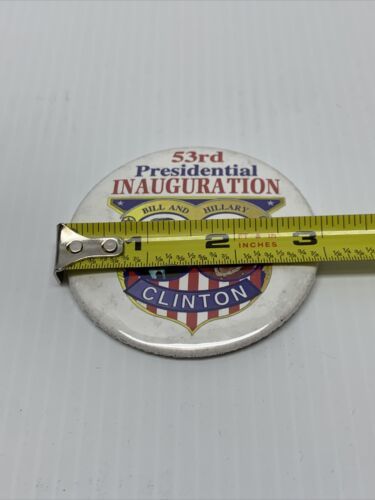 53rd
Presidential
INAUGURATION
BILL AND HILLARY
1 2 3
INCHES
CLINTON